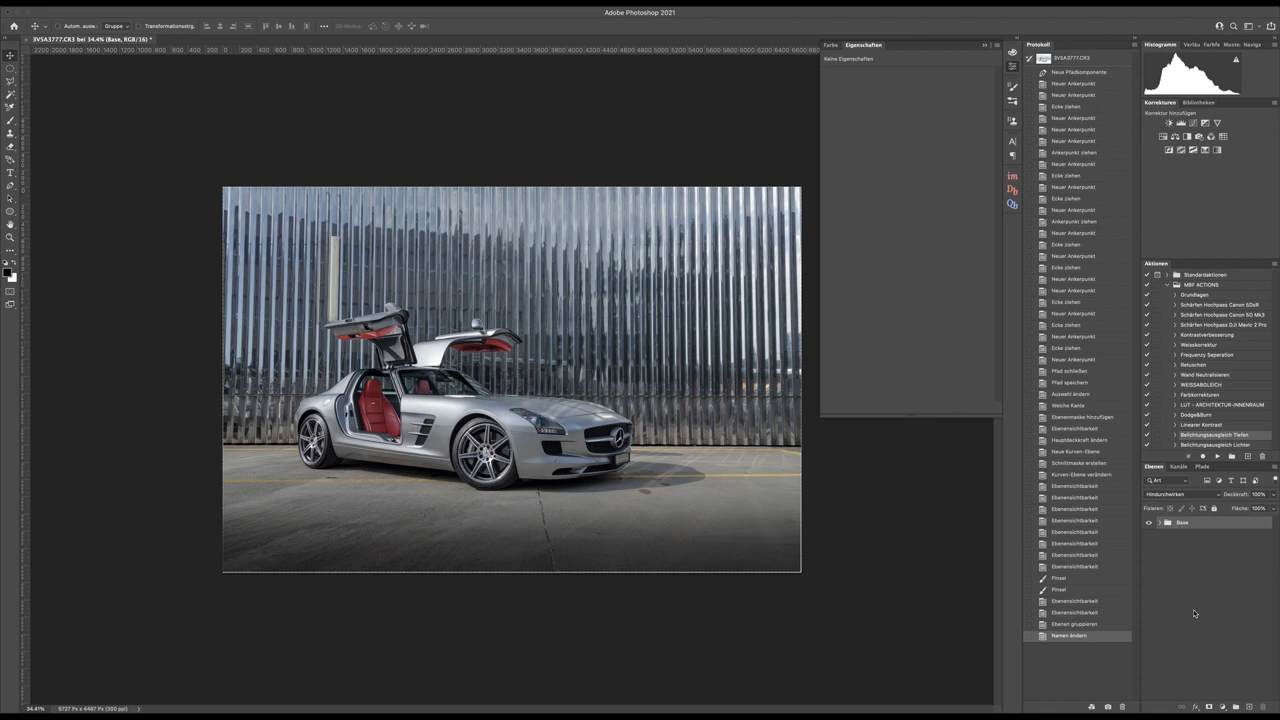 Adobe Photoshop 2021
Autom. ausw.: Gruppe Transformationsstrg. 3D-Modus:
3V5A3777.CR3 bei 34.4% (Base, RGB/16) *
Farbe Eigenschaften
Keine Eigenschaften
Protokoll
3V5A3777.CR3
Neue Pfadkomponente
Neuer Ankerpunkt
Neuer Ankerpunkt
Ecke ziehen
Neuer Ankerpunkt
Neuer Ankerpunkt
Neuer Ankerpunkt
Ankerpunkt ziehen
Neuer Ankerpunkt
Ecke ziehen
Neuer Ankerpunkt
Ecke ziehen
Neuer Ankerpunkt
Ankerpunkt ziehen
Neuer Ankerpunkt
Ecke ziehen
Neuer Ankerpunkt
Ecke ziehen
Neuer Ankerpunkt
Neuer Ankerpunkt
Ecke ziehen
Neuer Ankerpunkt
Ecke ziehen
Neuer Ankerpunkt
Ecke ziehen
Neuer Ankerpunkt
Pfad schließen
Pfad speichern
Auswahl ändern
Weiche Kante
Ebenenmaske hinzufügen
Ebenensichtbarkeit
Hauptdeckkraft ändern
Neue Kurven-Ebene
Schnittmaske erstellen
Kurven-Ebene verändern
Ebenensichtbarkeit
Ebenensichtbarkeit
Ebenensichtbarkeit
Ebenensichtbarkeit
Ebenensichtbarkeit
Ebenensichtbarkeit
Ebenensichtbarkeit
Ebenensichtbarkeit
Pinsel
Pinsel
Ebenensichtbarkeit
Ebenensichtbarkeit
Ebenen gruppieren
Namen ändern
Histogramm Verläu Farbfe Muste: Naviga
Korrekturen Bibliotheken
Korrektur hinzufügen
Aktionen
Standardaktionen
MBF ACTIONS
Grundlagen
Schärfen Hochpass Canon 5DsR
Schärfen Hochpass Canon 5D Mk3
Schärfen Hochpass DJI Mavic 2 Pro
Kontrastverbesserung
Weisskorrektur
Frequenzy Seperation
Retuschen
Wand Neutralisieren
WEISSABGLEICH
Farbkorrekturen
LUT - ARCHITEKTUR-INNENRAUM
Dodge&Burn
Linearer Kontrast
Belichtungsausgleich Tiefen
Belichtungsausgleich Lichter
Ebenen Kanäle Pfade
Art
Hindurchwirken Deckkraft: 100%
Fixieren: Fläche: 100%
Base
im
Db
Qb
34.41% 6727 Px x 4487 Px (300 ppi)